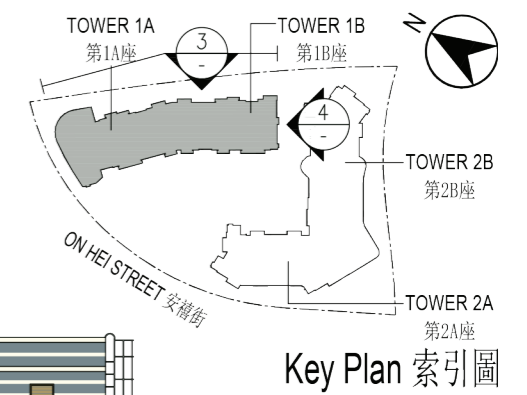 TOWER 1A
第1A座
3
-
TOWER 1B
第1B座
N
4
-
TOWER 2B
第2B座
ON HEI STREET 安禧街
TOWER 2A
第2A座
Key Plan 索引圖